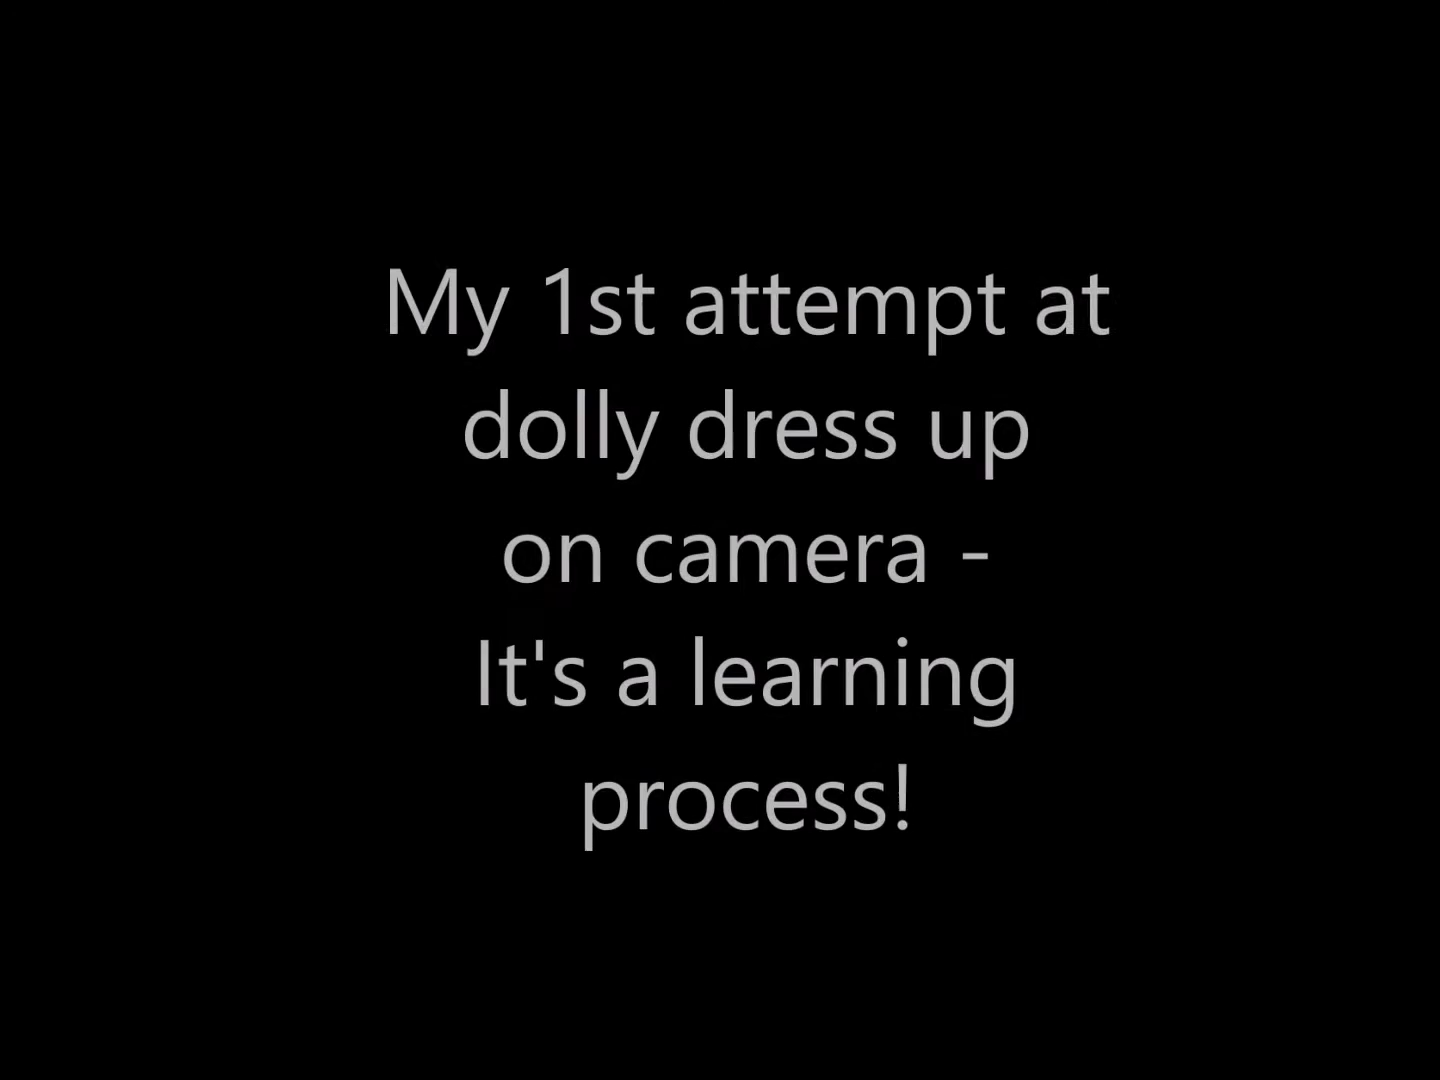 My 1st attempt at
dolly dress up
on camera -
It's a learning
process!